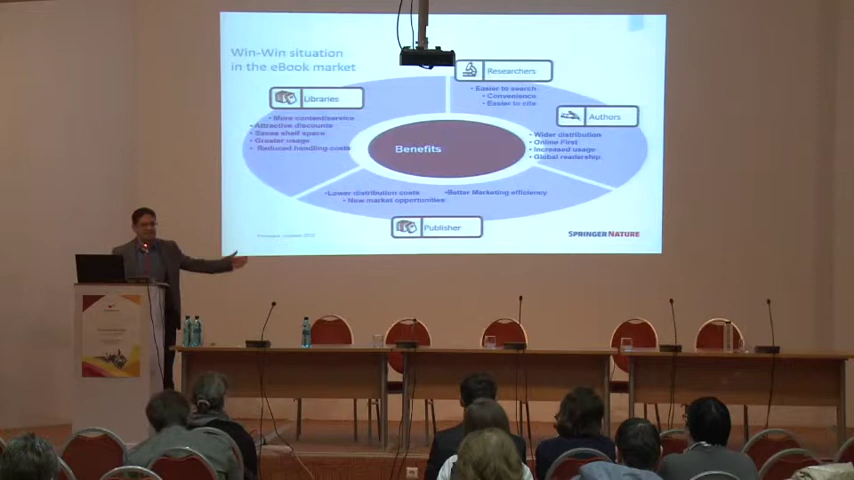 Win-Win situation
in the eBook market
Researchers
• Easier to search
• Convenience
• Easier to cite
Libraries
• More content/service
• Attractive discounts
• Saves shelf space
• Greater usage
• Reduced handling costs
Authors
• Wider distribution
• Online First
• Increased usage
• Global readership
Benefits
• Lower distribution costs
• New market opportunities
• Better Marketing efficiency
Publisher
SPRINGER NATURE